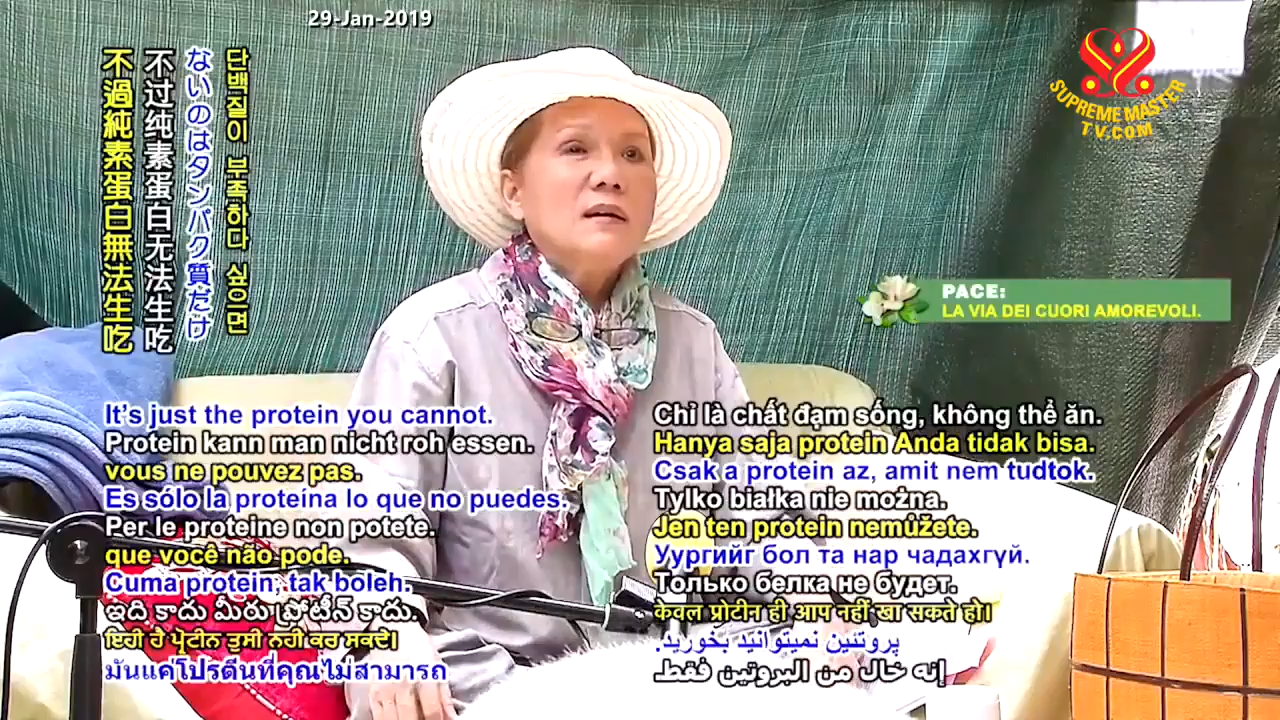 29-Jan-2019
SUPREME MASTER
TV.COM
단백질이 부족하다 싶으면
ないのはタンパク質だけ
不过纯素蛋白无法生吃
不過純素蛋白無法生吃
PACE:
LA VIA DEI CUORI AMOREVOLI.
It’s just the protein you cannot.
Protein kann man nicht roh essen.
vous ne pouvez pas.
Es sólo la proteína lo que no puedes.
Per le proteine non potete.
que você não pode.
Cuma protein, tak boleh.
ఇది కాదు మీరు ప్రోటీన్ కాదు.
ਇਹੀ ਹੈ ਪ੍ਰੋਟੀਨ ਤੁਸੀ ਨਹੀ ਕਰ ਸਕਦੇ।
มันแค่โปรตีนที่คุณไม่สามารถ
Chỉ là chất đạm sống, không thể ăn.
Hanya saja protein Anda tidak bisa.
Csak a protein az, amit nem tudtok.
Tylko białka nie można.
Jen ten protein nemůžete.
Уургийг бол та нар чадахгүй.
Только белка не будет.
केवल प्रोटीन ही आप नहीं खा सकते हो।
پروتئین نمیتوانید بخورید.
إنه خال من البروتين فقط.